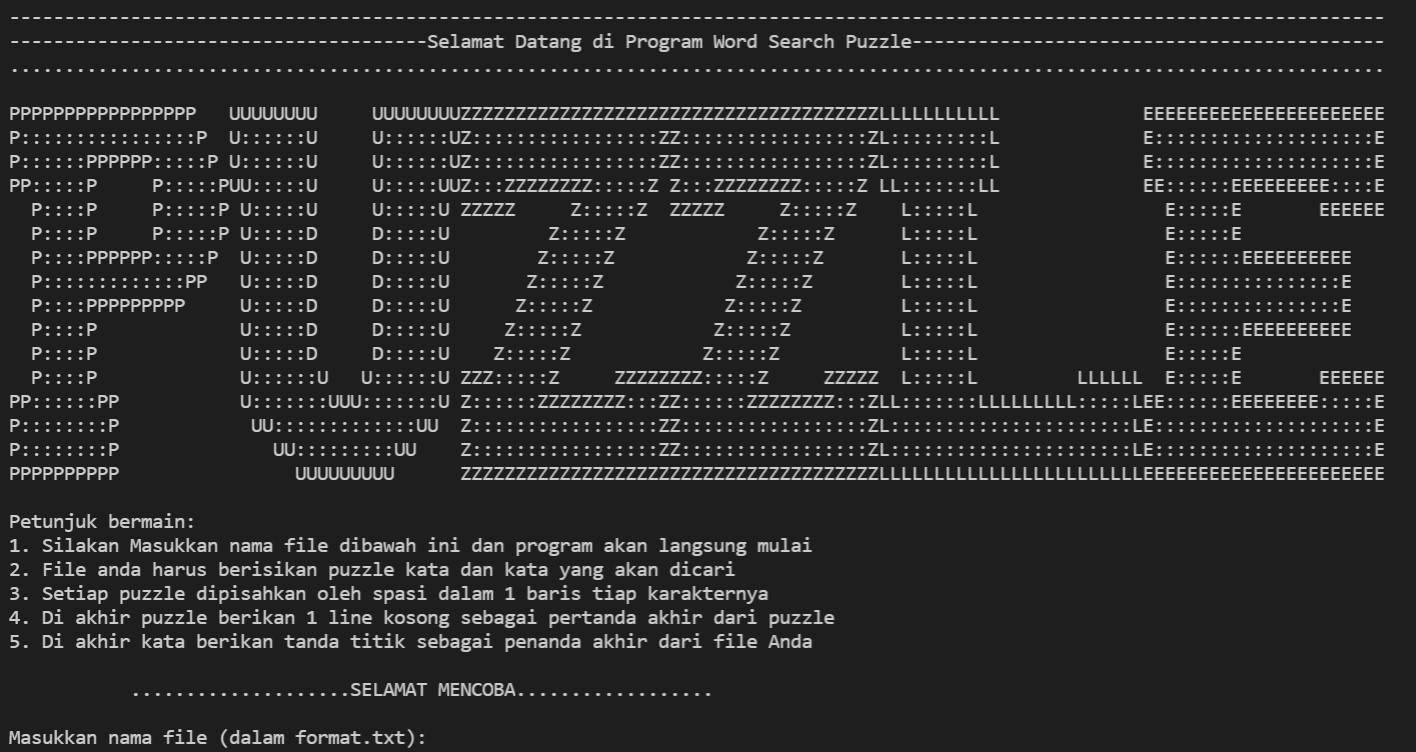 -----------------------------------------------------------------------------------------------------------------------------
--------------------------------------Selamat Datang di Program Word Search Puzzle-------------------------------------------
.............................................................................................................................

PPPPPPPPPPPPPPPPP   UUUUUUUU     UUUUUUUUZZZZZZZZZZZZZZZZZZZZZZZZZZZZZZZZZZZZZZLLLLLLLLLLL             EEEEEEEEEEEEEEEEEEEEEE
P::::::::::::::::P  U::::::U     U::::::UZ:::::::::::::::::ZZ:::::::::::::::::ZL:::::::::L             E::::::::::::::::::::E
P::::::PPPPPP:::::P U::::::U     U::::::UZ:::::::::::::::::ZZ:::::::::::::::::ZL:::::::::L             E::::::::::::::::::::E
PP:::::P     P:::::PUU:::::U     U:::::UUZ:::ZZZZZZZZ:::::Z Z:::ZZZZZZZZ:::::Z LL:::::::LL             EE::::::EEEEEEEEE::::E
  P::::P     P:::::P U:::::U     U:::::U ZZZZZ     Z:::::Z  ZZZZZ     Z:::::Z    L:::::L                 E:::::E       EEEEEE
  P::::P     P:::::P U:::::D     D:::::U         Z:::::Z            Z:::::Z      L:::::L                 E:::::E
  P::::PPPPPP:::::P  U:::::D     D:::::U        Z:::::Z            Z:::::Z       L:::::L                 E::::::EEEEEEEEEE
  P:::::::::::::PP   U:::::D     D:::::U       Z:::::Z            Z:::::Z        L:::::L                 E:::::::::::::::E
  P::::PPPPPPPPP     U:::::D     D:::::U      Z:::::Z            Z:::::Z         L:::::L                 E:::::::::::::::E
  P::::P             U:::::D     D:::::U     Z:::::Z            Z:::::Z          L:::::L                 E::::::EEEEEEEEEE
  P::::P             U:::::D     D:::::U    Z:::::Z            Z:::::Z           L:::::L                 E:::::E
  P::::P             U::::::U   U::::::U ZZZ:::::Z     ZZZZZZZZ:::::Z     ZZZZZ  L:::::L         LLLLLL  E:::::E       EEEEEE
PP::::::PP           U:::::::UUU:::::::U Z::::::ZZZZZZZZ:::ZZ::::::ZZZZZZZZ:::ZLL:::::::LLLLLLLLL:::::LEE::::::EEEEEEEE:::::E
P::::::::P            UU:::::::::::::UU  Z:::::::::::::::::ZZ:::::::::::::::::ZL::::::::::::::::::::::LE::::::::::::::::::::E
P::::::::P              UU:::::::::UU    Z:::::::::::::::::ZZ:::::::::::::::::ZL::::::::::::::::::::::LE::::::::::::::::::::E
PPPPPPPPPP                UUUUUUUUU      ZZZZZZZZZZZZZZZZZZZZZZZZZZZZZZZZZZZZZZLLLLLLLLLLLLLLLLLLLLLLLLEEEEEEEEEEEEEEEEEEEEEE

Petunjuk bermain:
1. Silakan Masukkan nama file dibawah ini dan program akan langsung mulai
2. File anda harus berisikan puzzle kata dan kata yang akan dicari
3. Setiap puzzle dipisahkan oleh spasi dalam 1 baris tiap karakternya
4. Di akhir puzzle berikan 1 line kosong sebagai pertanda akhir dari puzzle
5. Di akhir kata berikan tanda titik sebagai penanda akhir dari file Anda

....................SELAMAT MENCOBA..................

Masukkan nama file (dalam format.txt):